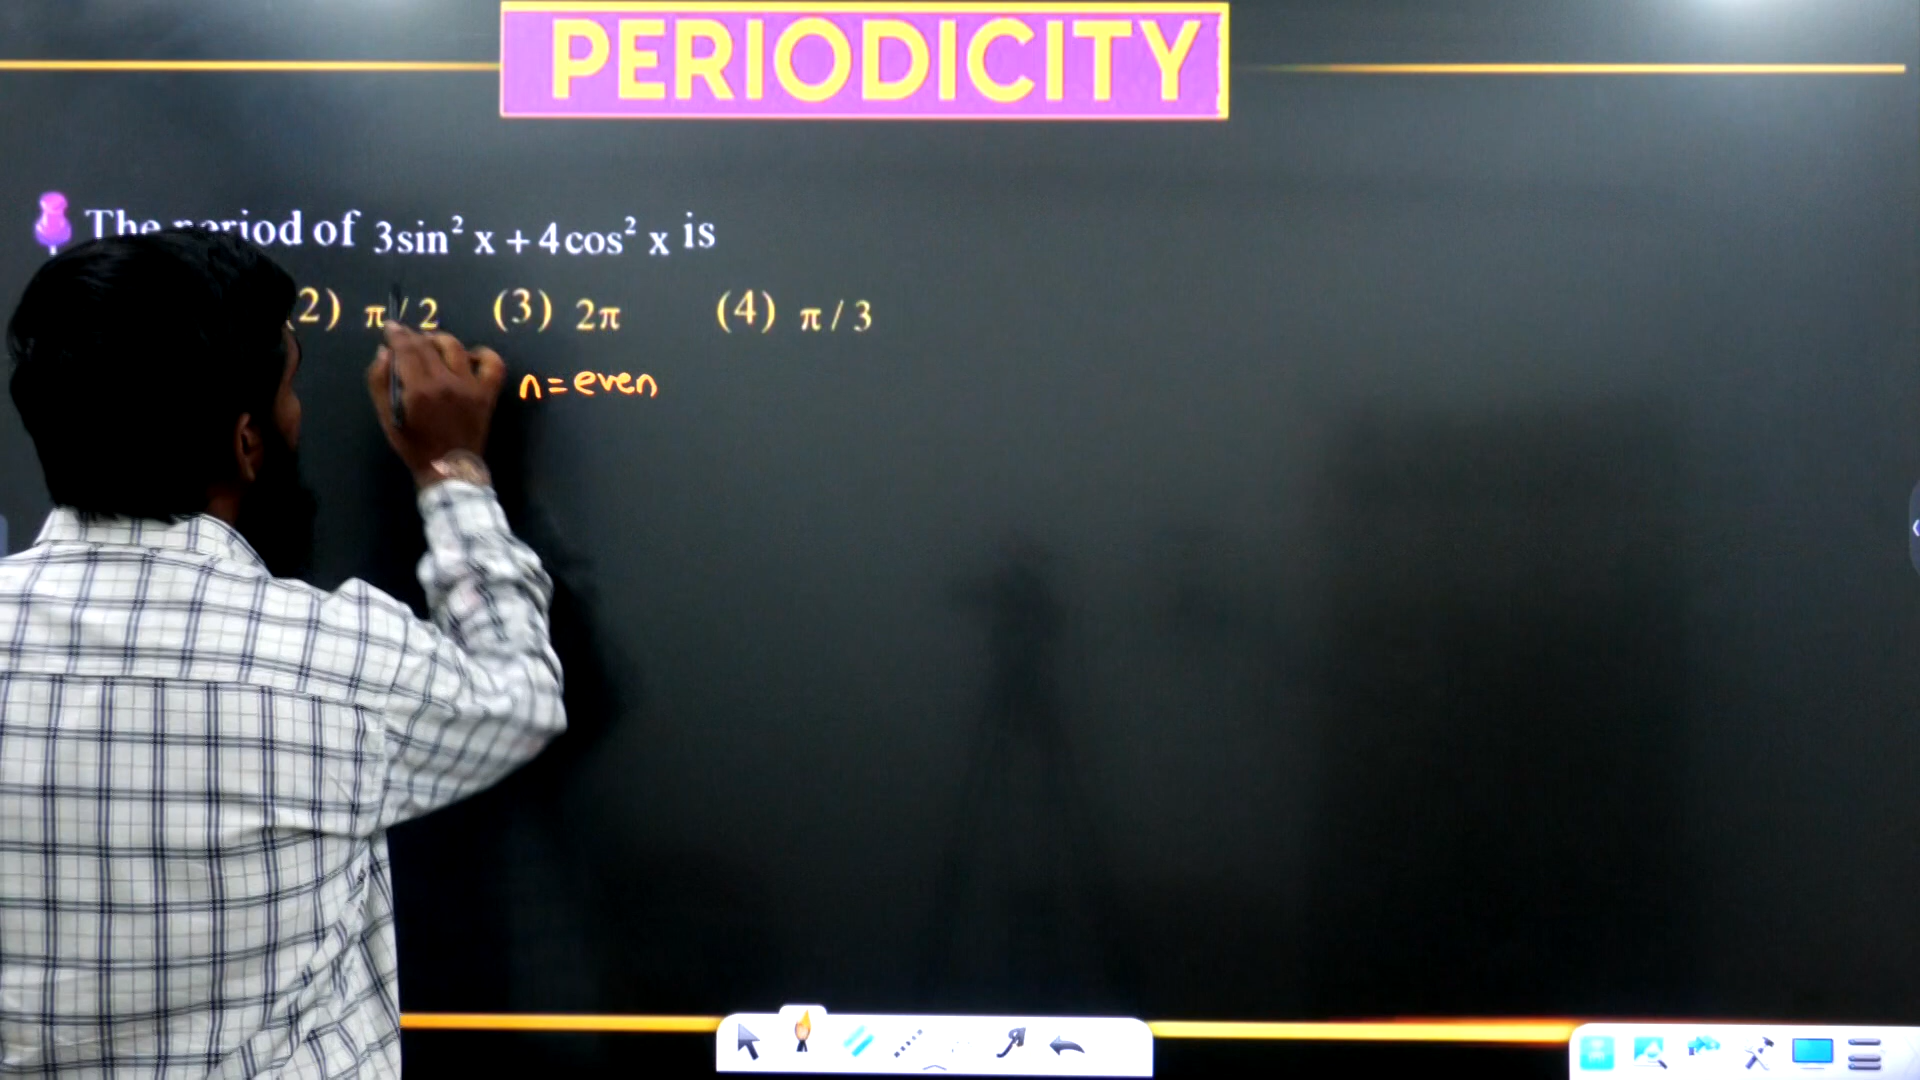 PERIODICITY
The period of 3sin² x + 4cos² x is
(2) π / 2 (3) 2π (4) π / 3
n = even